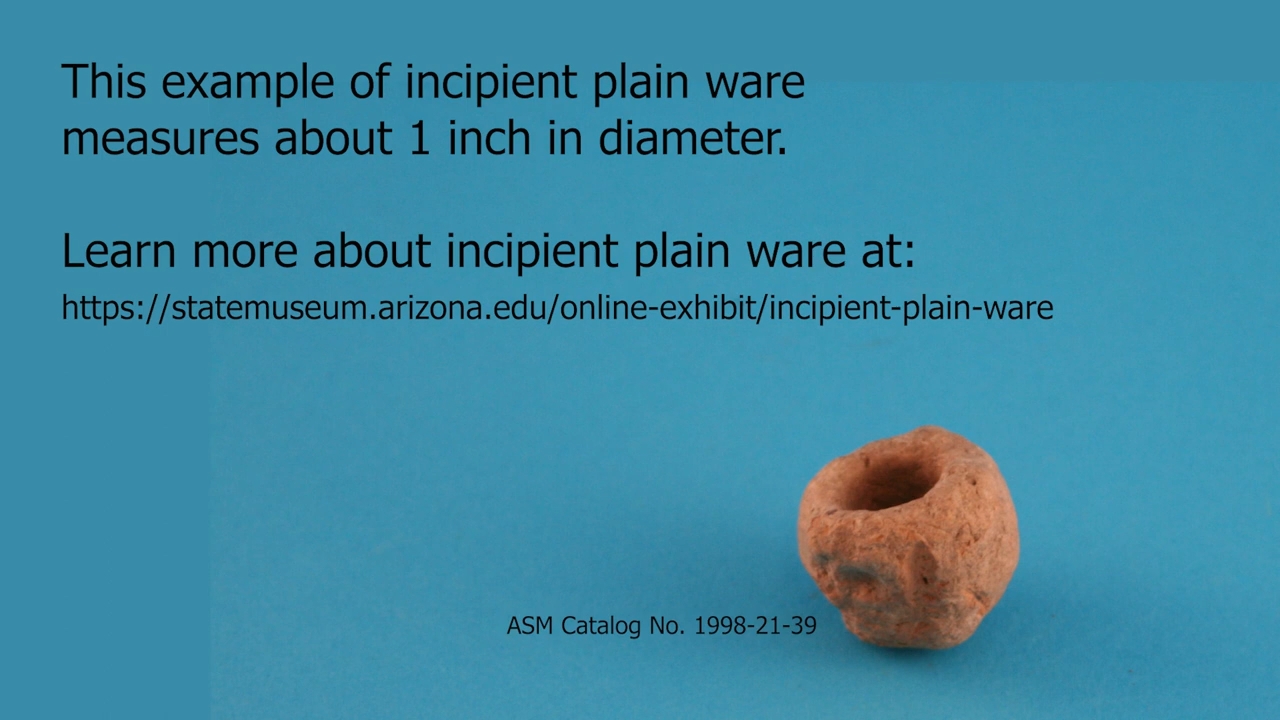 This example of incipient plain ware
measures about 1 inch in diameter.
Learn more about incipient plain ware at:
https://statemuseum.arizona.edu/online-exhibit/incipient-plain-ware
ASM Catalog No. 1998-21-39